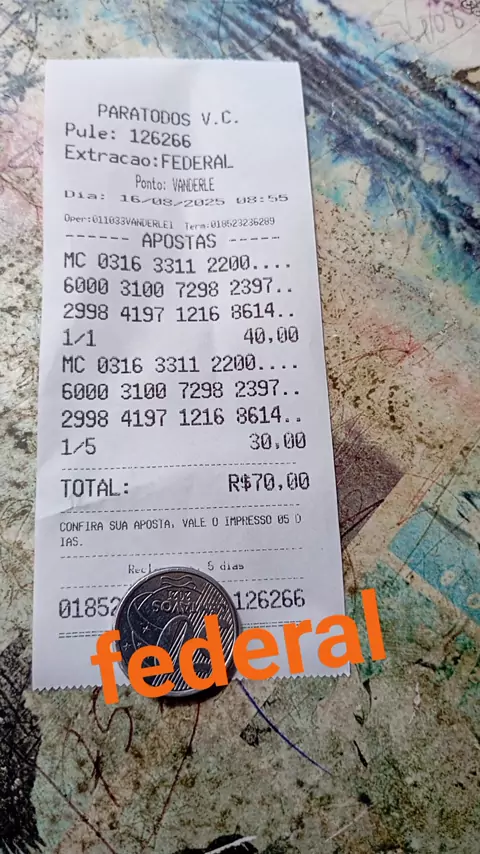 PARATODOS V.C.
Pule: 126266
Extracao:FEDERAL
Ponto: VANDERLE
Dia: 16/08/2025 08:55
Oper:011033VANDERLE1 Term:018523236289
------ APOSTAS ------
MC 0316 3311 2200....
6000 3100 7298 2397..
2998 4197 1216 8614..
1/1 40,00
MC 0316 3311 2200....
6000 3100 7298 2397..
2998 4197 1216 8614..
1/5 30,00
TOTAL: R$70,00
CONFIRA SUA APOSTA, VALE O IMPRESSO 05 D
IAS.
5 dias
01852 126266
federal